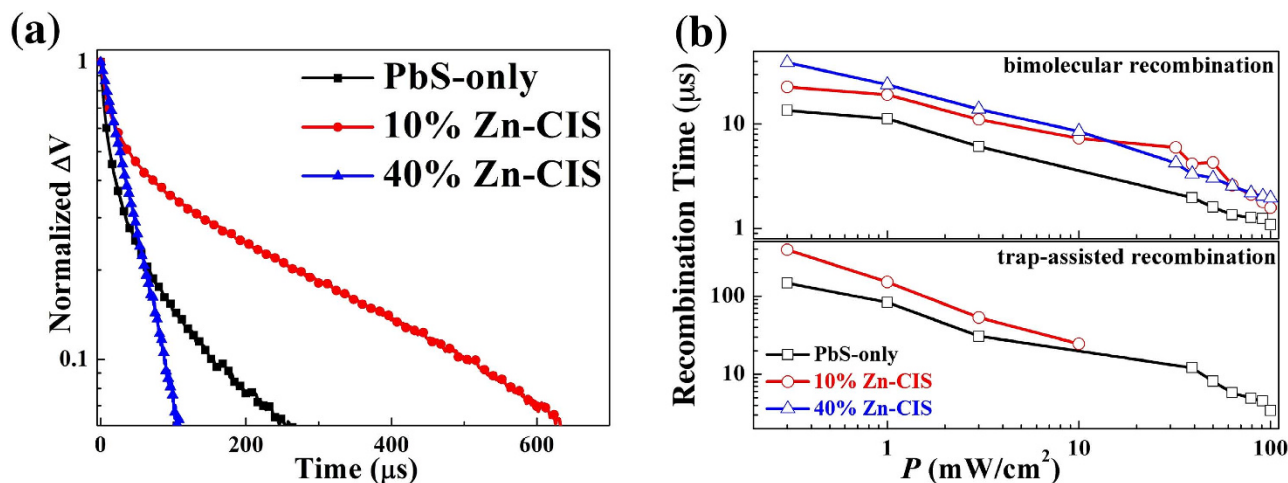 (a)
1
0.1
Normalized ΔV
PbS-only
10% Zn-CIS
40% Zn-CIS
0
200
400
600
Time (μs)
(b)
Recombination Time (μs)
bimolecular recombination
10
1
trap-assisted recombination
100
10
PbS-only
10% Zn-CIS
40% Zn-CIS
1
10
100
P (mW/cm²)